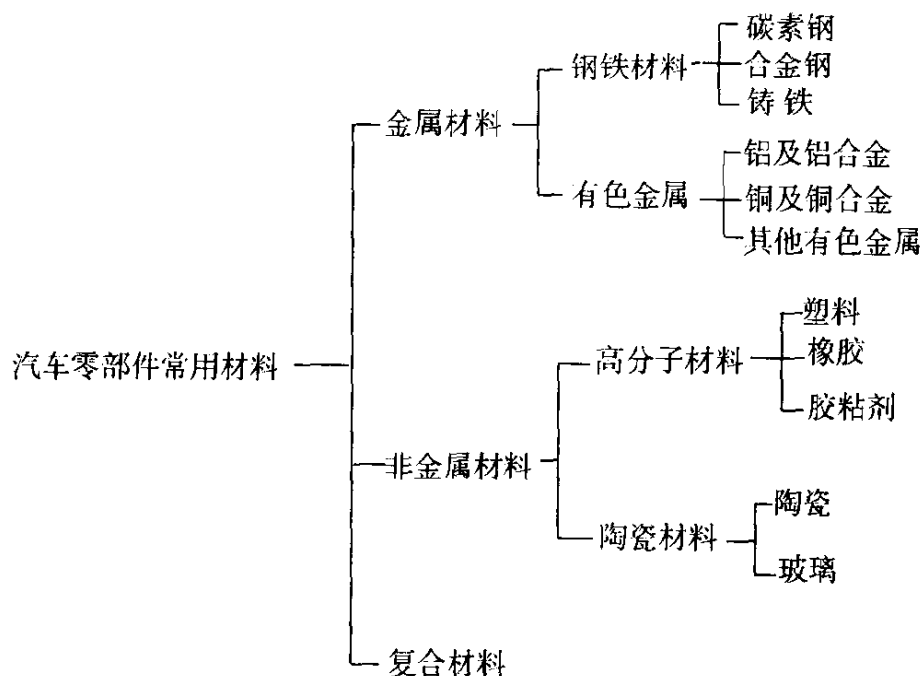 汽车零部件常用材料
金属材料
钢铁材料
碳素钢
合金钢
铸铁
有色金属
铝及铝合金
铜及铜合金
其他有色金属
非金属材料
高分子材料
塑料
橡胶
胶粘剂
陶瓷材料
陶瓷
玻璃
复合材料